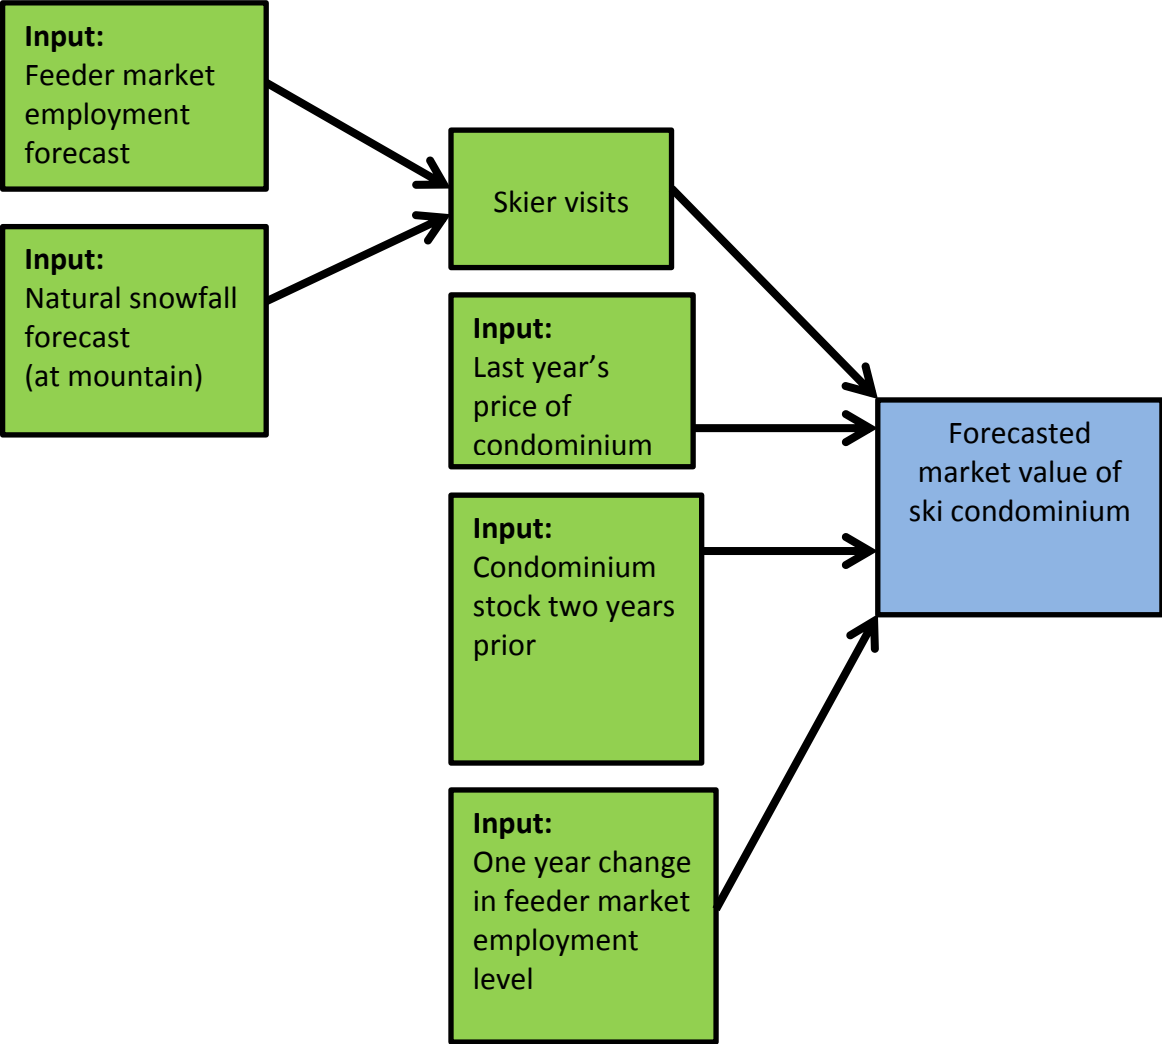 Input:
Feeder market
employment
forecast
Input:
Natural snowfall
forecast
(at mountain)
Skier visits
Input:
Last year’s
price of
condominium
Input:
Condominium
stock two years
prior
Input:
One year change
in feeder market
employment
level
Forecasted
market value of
ski condominium